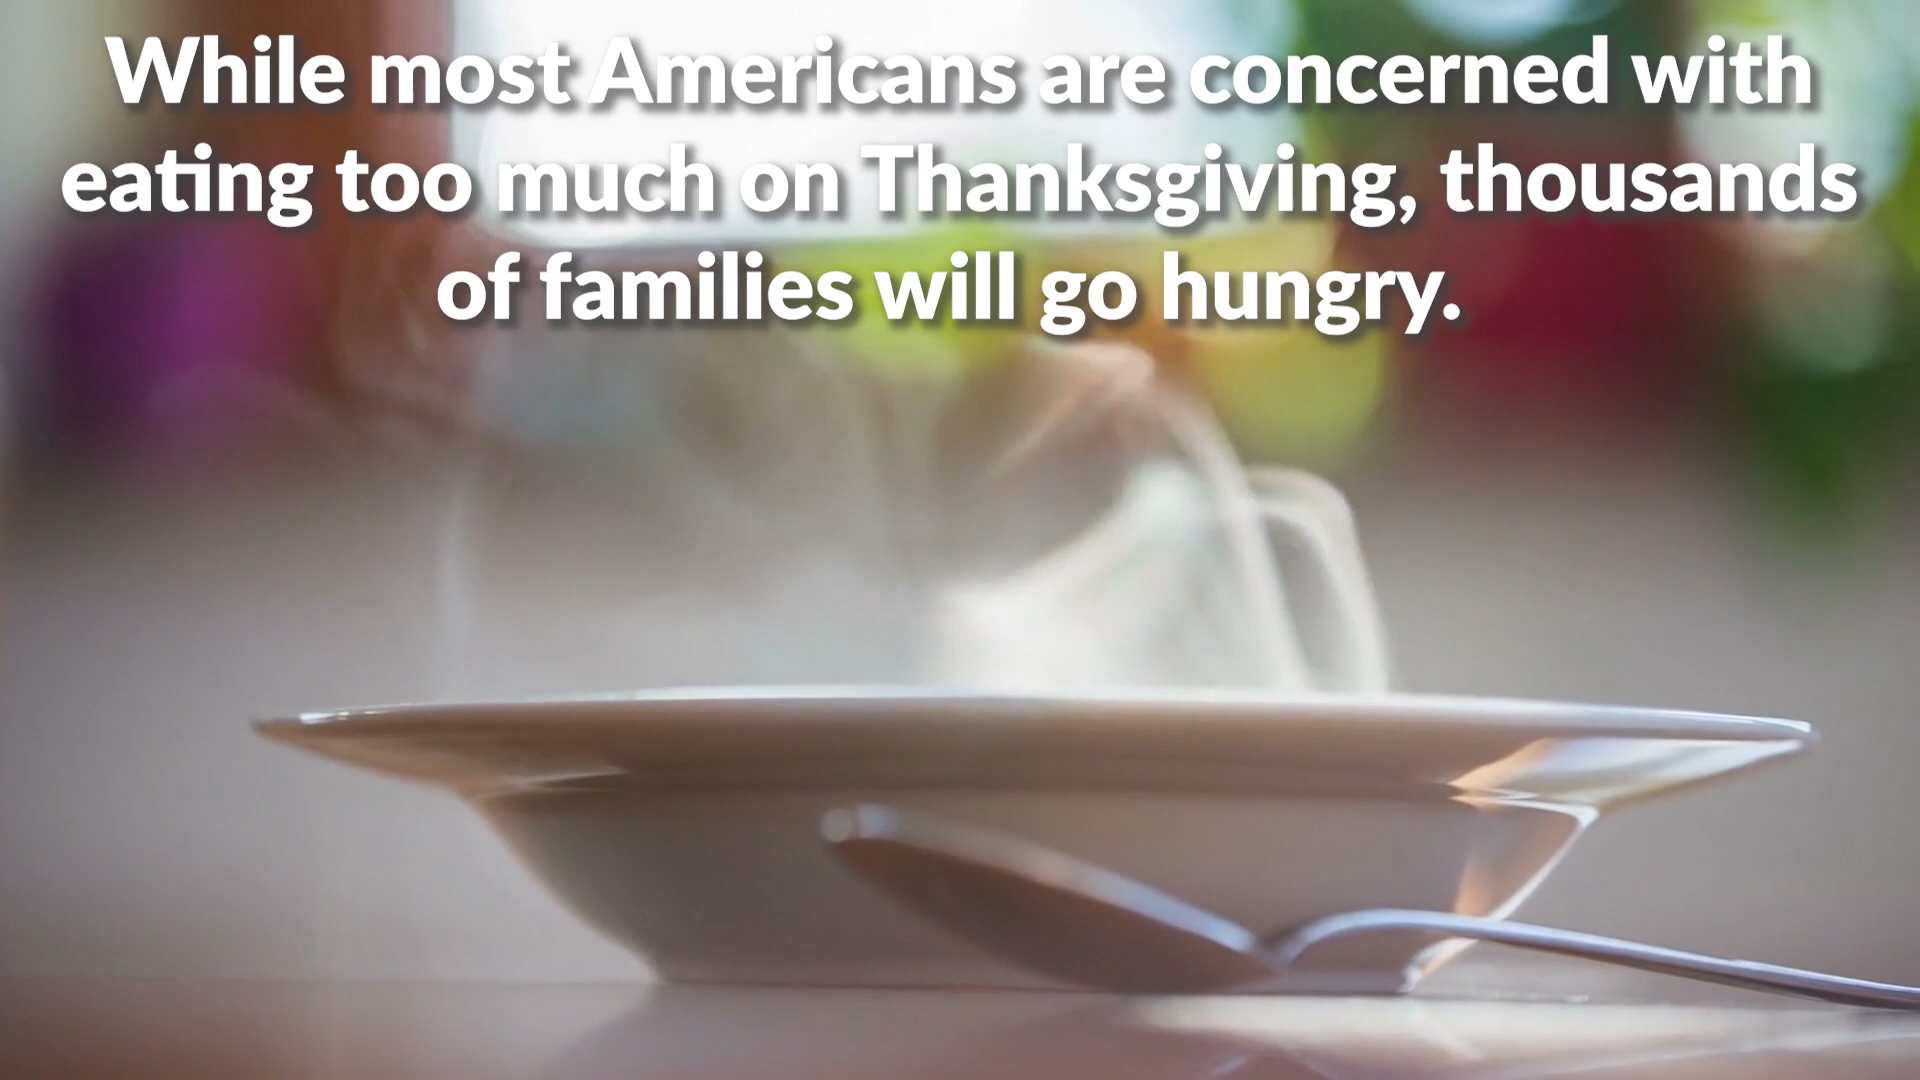 While most Americans are concerned with
eating too much on Thanksgiving, thousands
of families will go hungry.